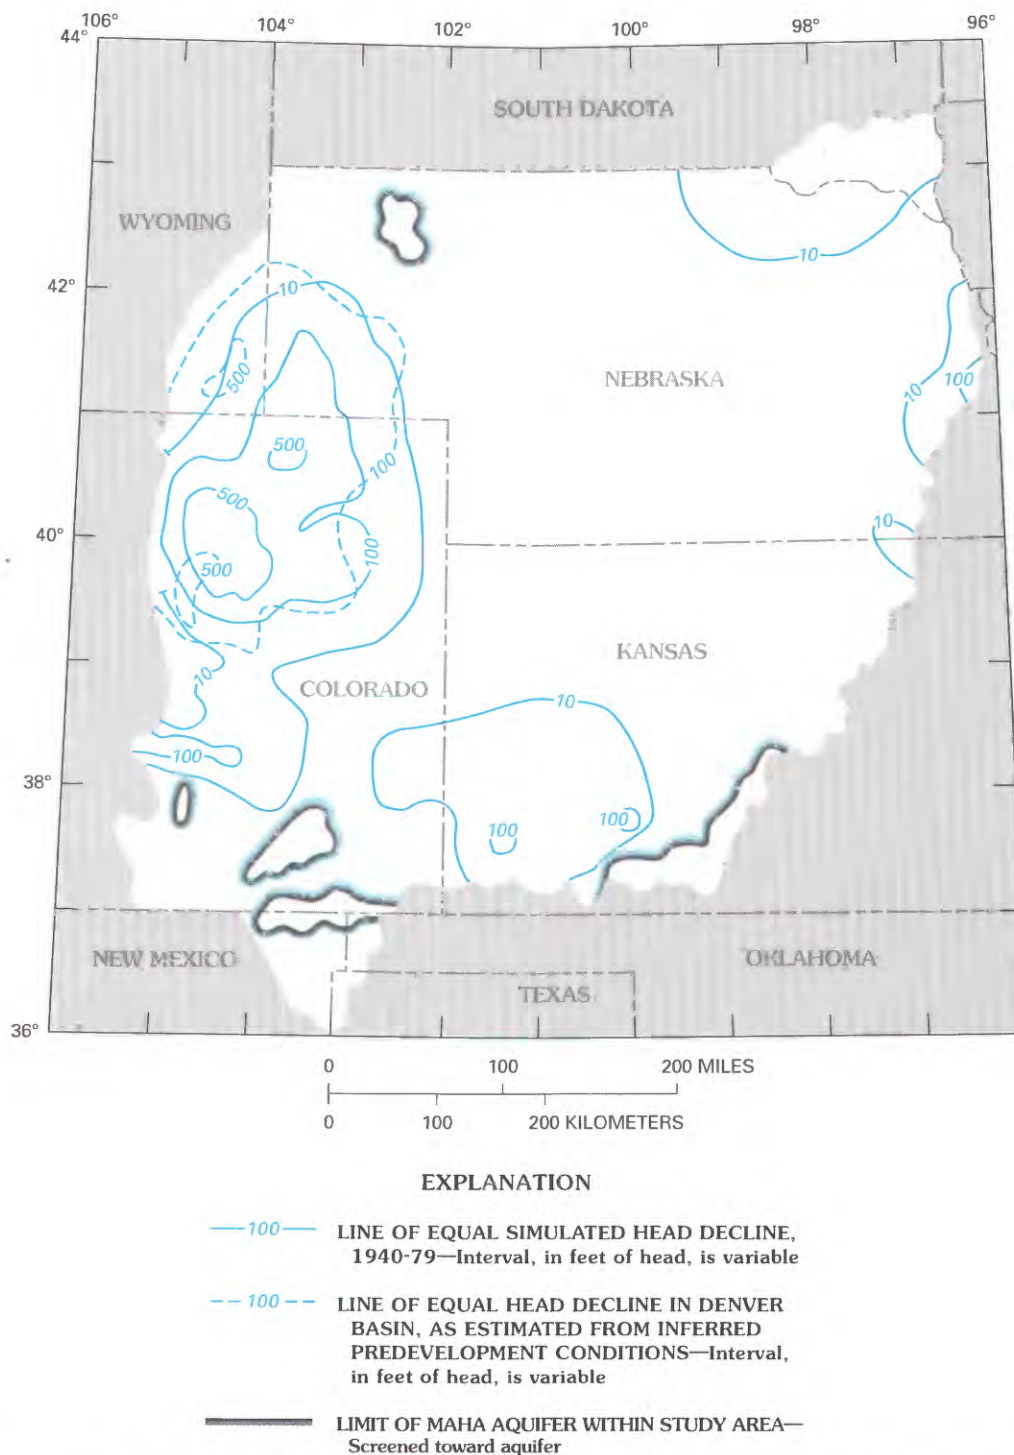 106°
104°
102°
100°
98°
96°
44°
SOUTH DAKOTA
WYOMING
10
42°
10
500
NEBRASKA
10
100
500
100
500
10
40°
100
500
KANSAS
10
COLORADO
10
100
38°
100
100
NEW MEXICO
OKLAHOMA
TEXAS
36°
0 100 200 MILES
0 100 200 KILOMETERS
EXPLANATION
100 LINE OF EQUAL SIMULATED HEAD DECLINE,
1940-79—Interval, in feet of head, is variable
100 LINE OF EQUAL HEAD DECLINE IN DENVER
BASIN, AS ESTIMATED FROM INFERRED
PREDEVELOPMENT CONDITIONS—Interval,
in feet of head, is variable
LIMIT OF MAHA AQUIFER WITHIN STUDY AREA—
Screened toward aquifer